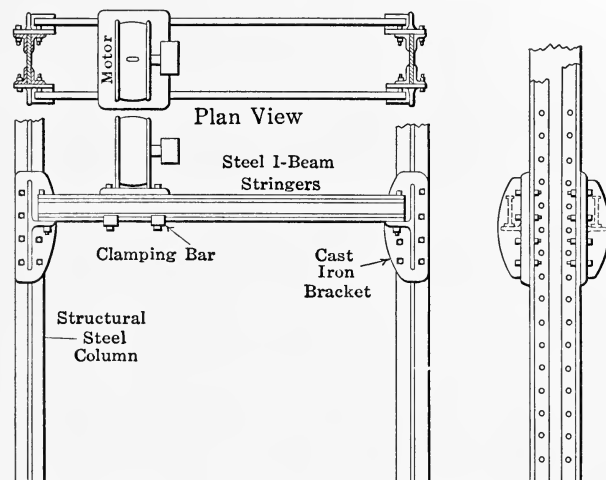 Motor
Plan View
Steel I-Beam
Stringers
Clamping Bar
Cast
Iron
Bracket
Structural
Steel
Column